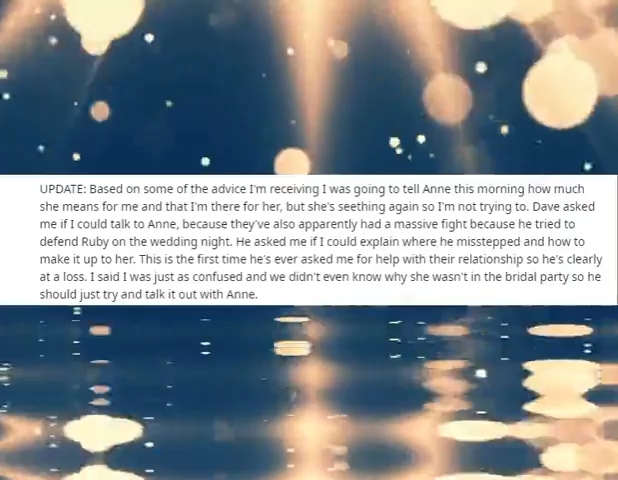 UPDATE: Based on some of the advice I'm receiving I was going to tell Anne this morning how much
she means for me and that I'm there for her, but she's seething again so I'm not trying to. Dave asked
me if I could talk to Anne, because they've also apparently had a massive fight because he tried to
defend Ruby on the wedding night. He asked me if I could explain where he misstepped and how to
make it up to her. This is the first time he's ever asked me for help with their relationship so he's clearly
at a loss. I said I was just as confused and we didn't even know why she wasn't in the bridal party so he
should just try and talk it out with Anne.